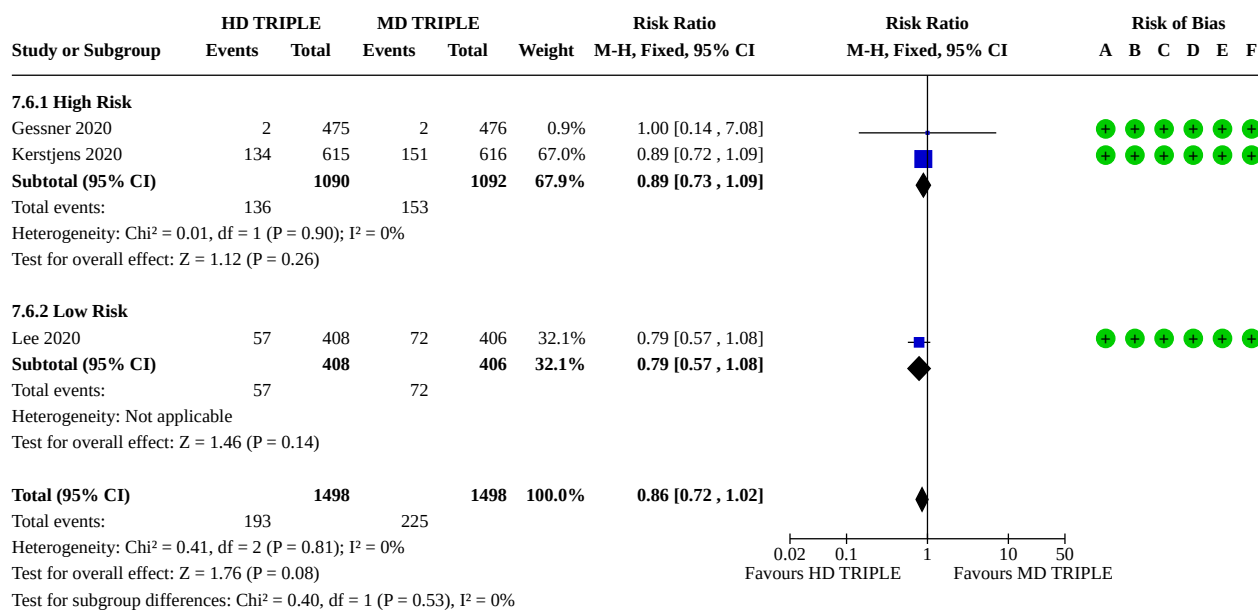 HD TRIPLE MD TRIPLE Risk Ratio Risk Ratio Risk of Bias
Study or Subgroup Events Total Events Total Weight M-H, Fixed, 95% CI M-H, Fixed, 95% CI A B C D E F
7.6.1 High Risk
Gessner 2020 2 475 2 476 0.9% 1.00 [0.14 , 7.08] + + + + + +
Kerstjens 2020 134 615 151 616 67.0% 0.89 [0.72 , 1.09] + + + + + +
Subtotal (95% CI) 1090 1092 67.9% 0.89 [0.73 , 1.09]
Total events: 136 153
Heterogeneity: Chi² = 0.01, df = 1 (P = 0.90); I² = 0%
Test for overall effect: Z = 1.12 (P = 0.26)
7.6.2 Low Risk
Lee 2020 57 408 72 406 32.1% 0.79 [0.57 , 1.08] + + + + + +
Subtotal (95% CI) 408 406 32.1% 0.79 [0.57 , 1.08]
Total events: 57 72
Heterogeneity: Not applicable
Test for overall effect: Z = 1.46 (P = 0.14)
Total (95% CI) 1498 1498 100.0% 0.86 [0.72 , 1.02]
Total events: 193 225
Heterogeneity: Chi² = 0.41, df = 2 (P = 0.81); I² = 0%
0.02 0.1 1 10 50
Test for overall effect: Z = 1.76 (P = 0.08) Favours HD TRIPLE Favours MD TRIPLE
Test for subgroup differences: Chi² = 0.40, df = 1 (P = 0.53), I² = 0%